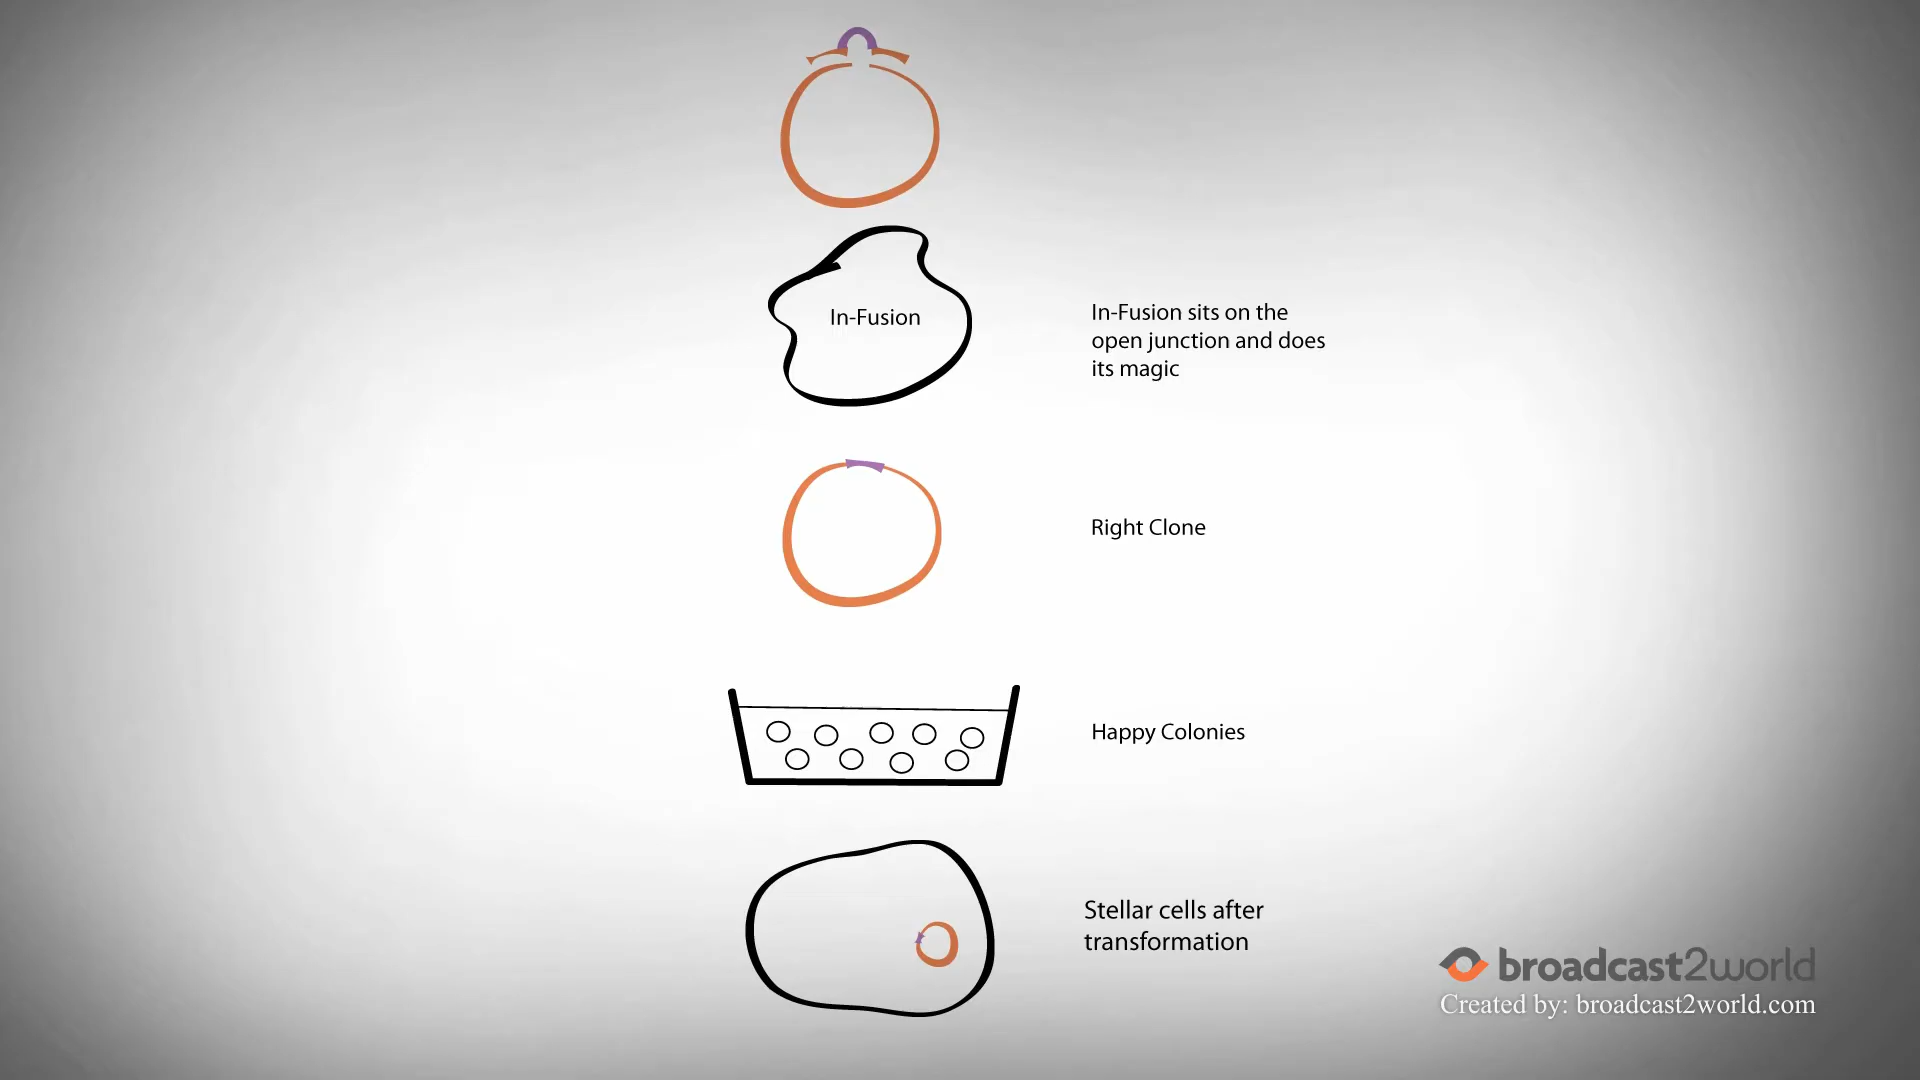 In-Fusion
In-Fusion sits on the
open junction and does
its magic
Right Clone
Happy Colonies
Stellar cells after
transformation
broadcast2world
Created by: broadcast2world.com